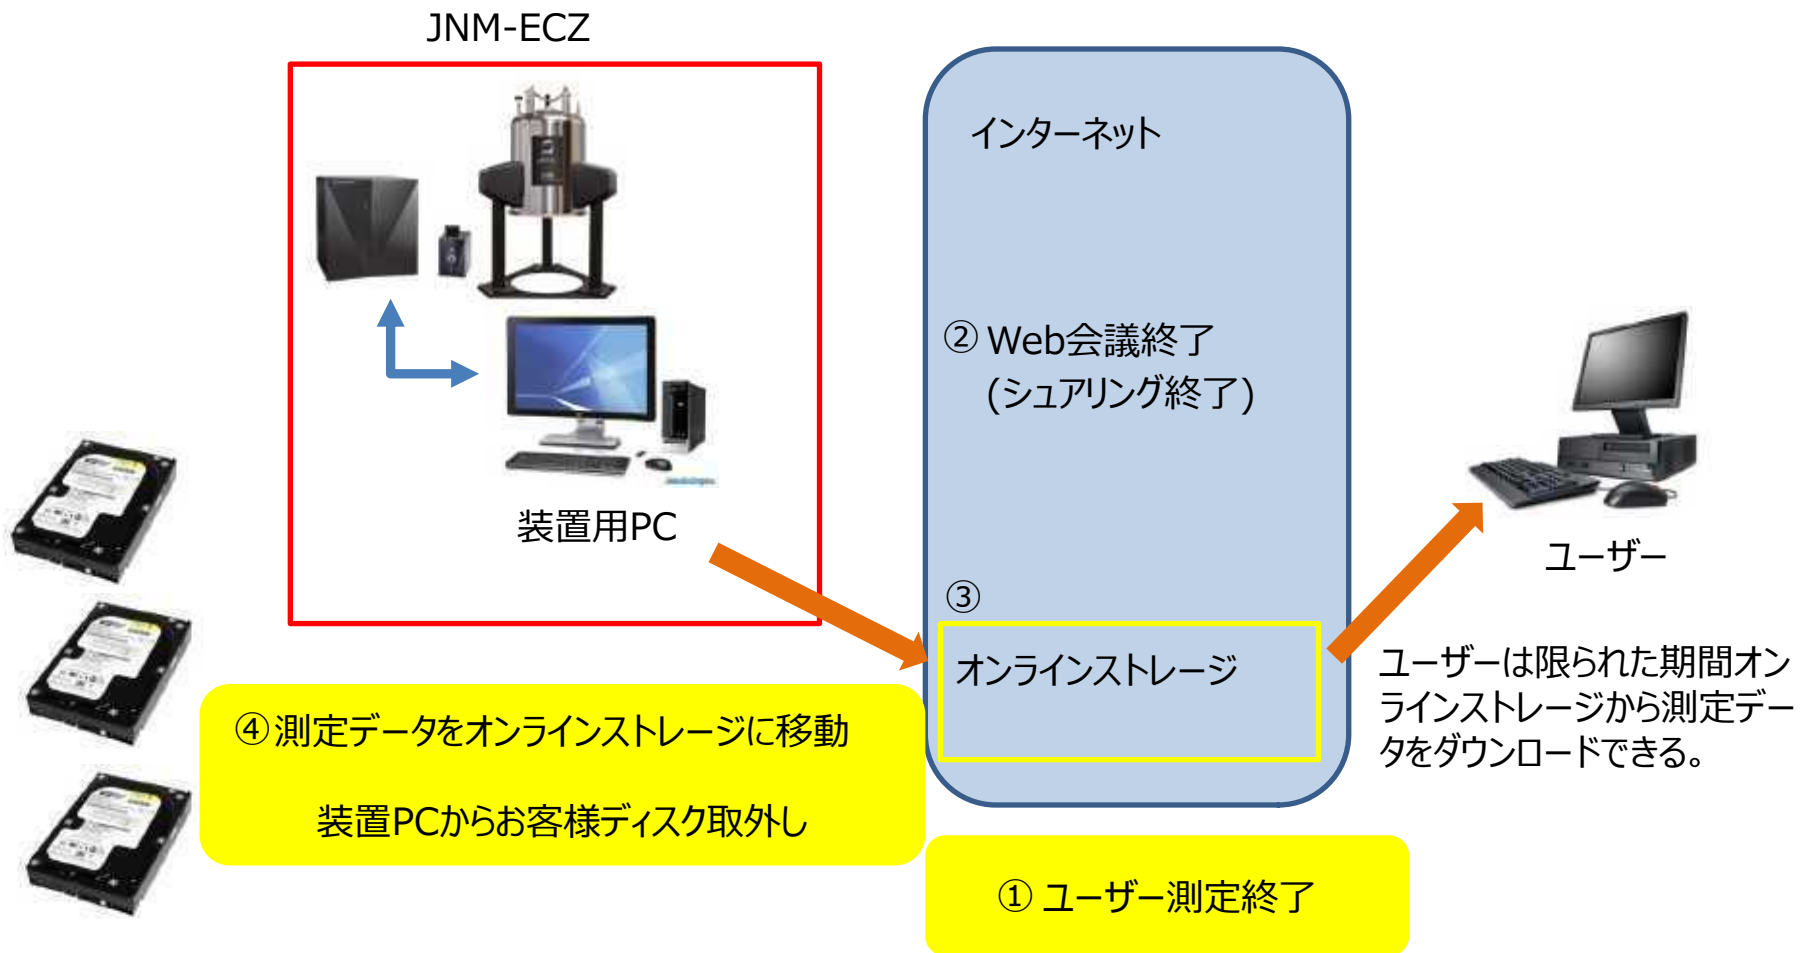 JNM-ECZ
インターネット
② Web会議終了
(シュアリング終了)
装置用PC
ユーザー
③
オンラインストレージ
ユーザーは限られた期間オン
ラインストレージから測定デー
タをダウンロードできる。
④測定データをオンラインストレージに移動
装置PCからお客様ディスク取外し
① ユーザー測定終了